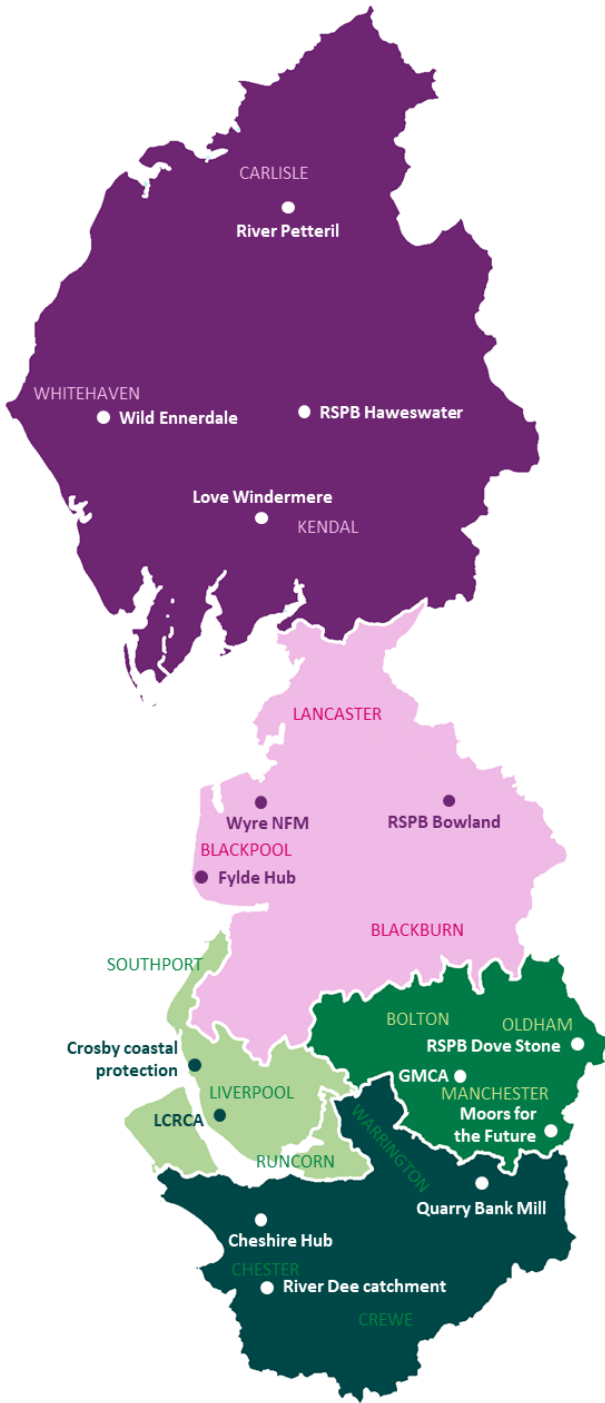 CARLISLE
River Petteril
WHITEHAVEN
Wild Ennerdale
RSPB Haweswater
Love Windermere
KENDAL
LANCASTER
Wyre NFM
RSPB Bowland
BLACKPOOL
Fylde Hub
BLACKBURN
SOUTHPORT
BOLTON
OLDHAM
RSPB Dove Stone
Crosby coastal
protection
GMCA
LIVERPOOL
MANCHESTER
LCRCA
Moors for
the Future
WARRINGTON
RUNCORN
Quarry Bank Mill
Cheshire Hub
CHESTER
River Dee catchment
CREWE